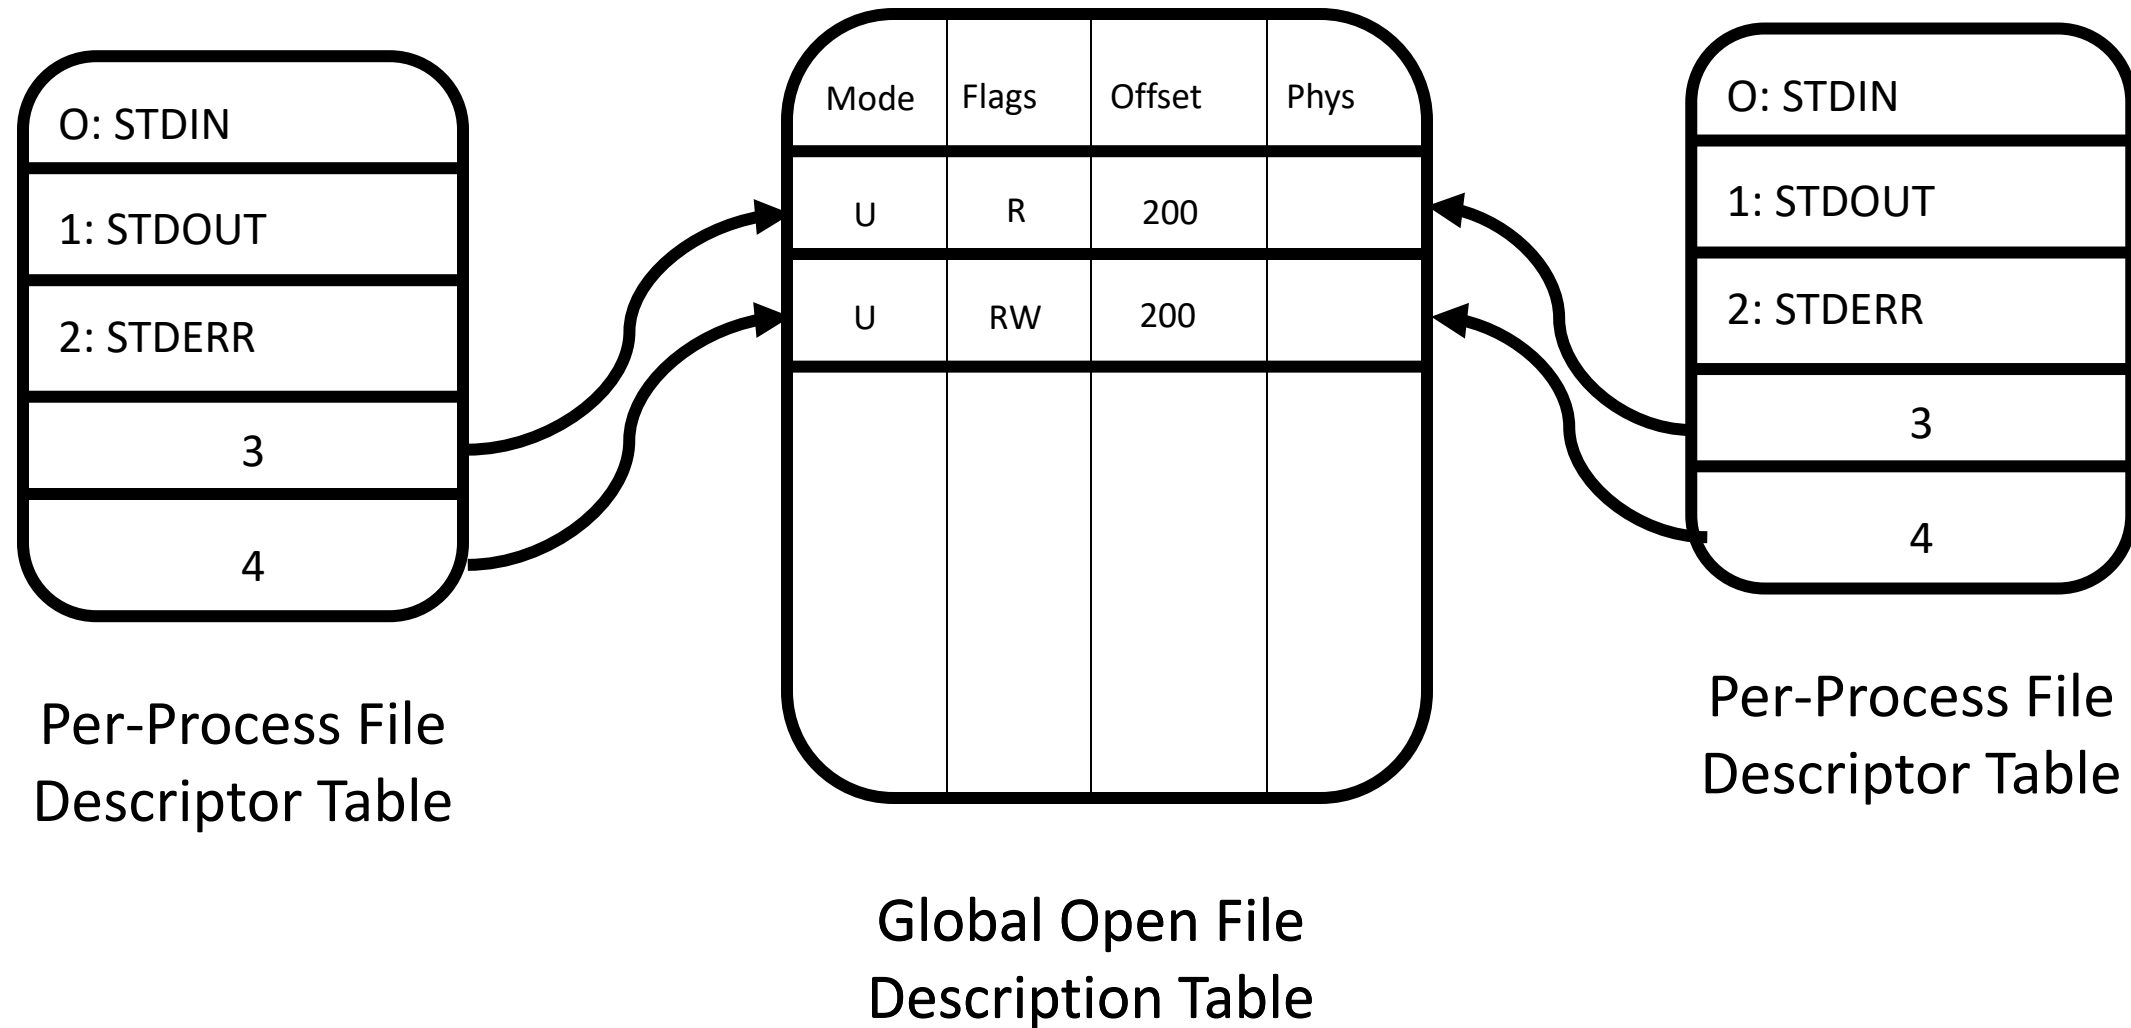 O: STDIN
1: STDOUT
2: STDERR
3
4
Per-Process File
Descriptor Table
Mode Flags Offset Phys
U R 200
U RW 200
Global Open File
Description Table
O: STDIN
1: STDOUT
2: STDERR
3
4
Per-Process File
Descriptor Table